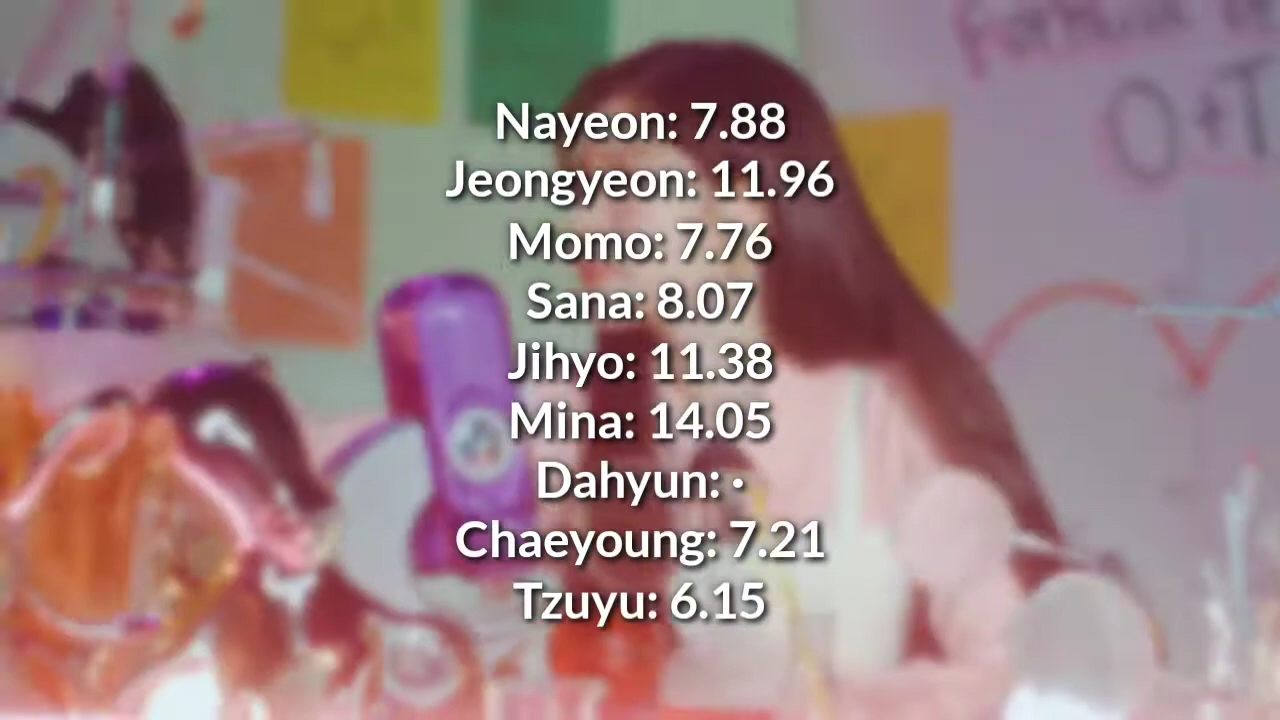 Nayeon: 7.88
Jeongyeon: 11.96
Momo: 7.76
Sana: 8.07
Jihyo: 11.38
Mina: 14.05
Dahyun: ·
Chaeyoung: 7.21
Tzuyu: 6.15
O+T